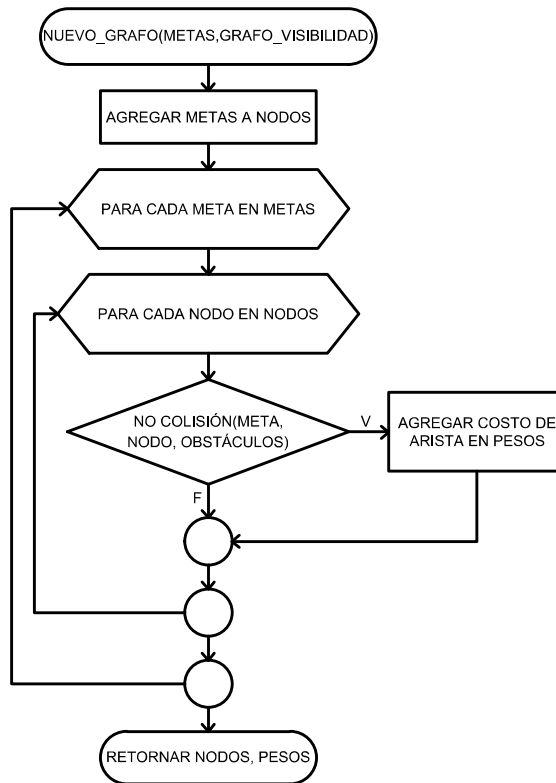 NUEVO_GRAFO(METAS,GRAFO_VISIBILIDAD)
AGREGAR METAS A NODOS
PARA CADA META EN METAS
PARA CADA NODO EN NODOS
NO COLISIÓN(META,
NODO, OBSTÁCULOS)
V
AGREGAR COSTO DE
ARISTA EN PESOS
F
RETORNAR NODOS, PESOS